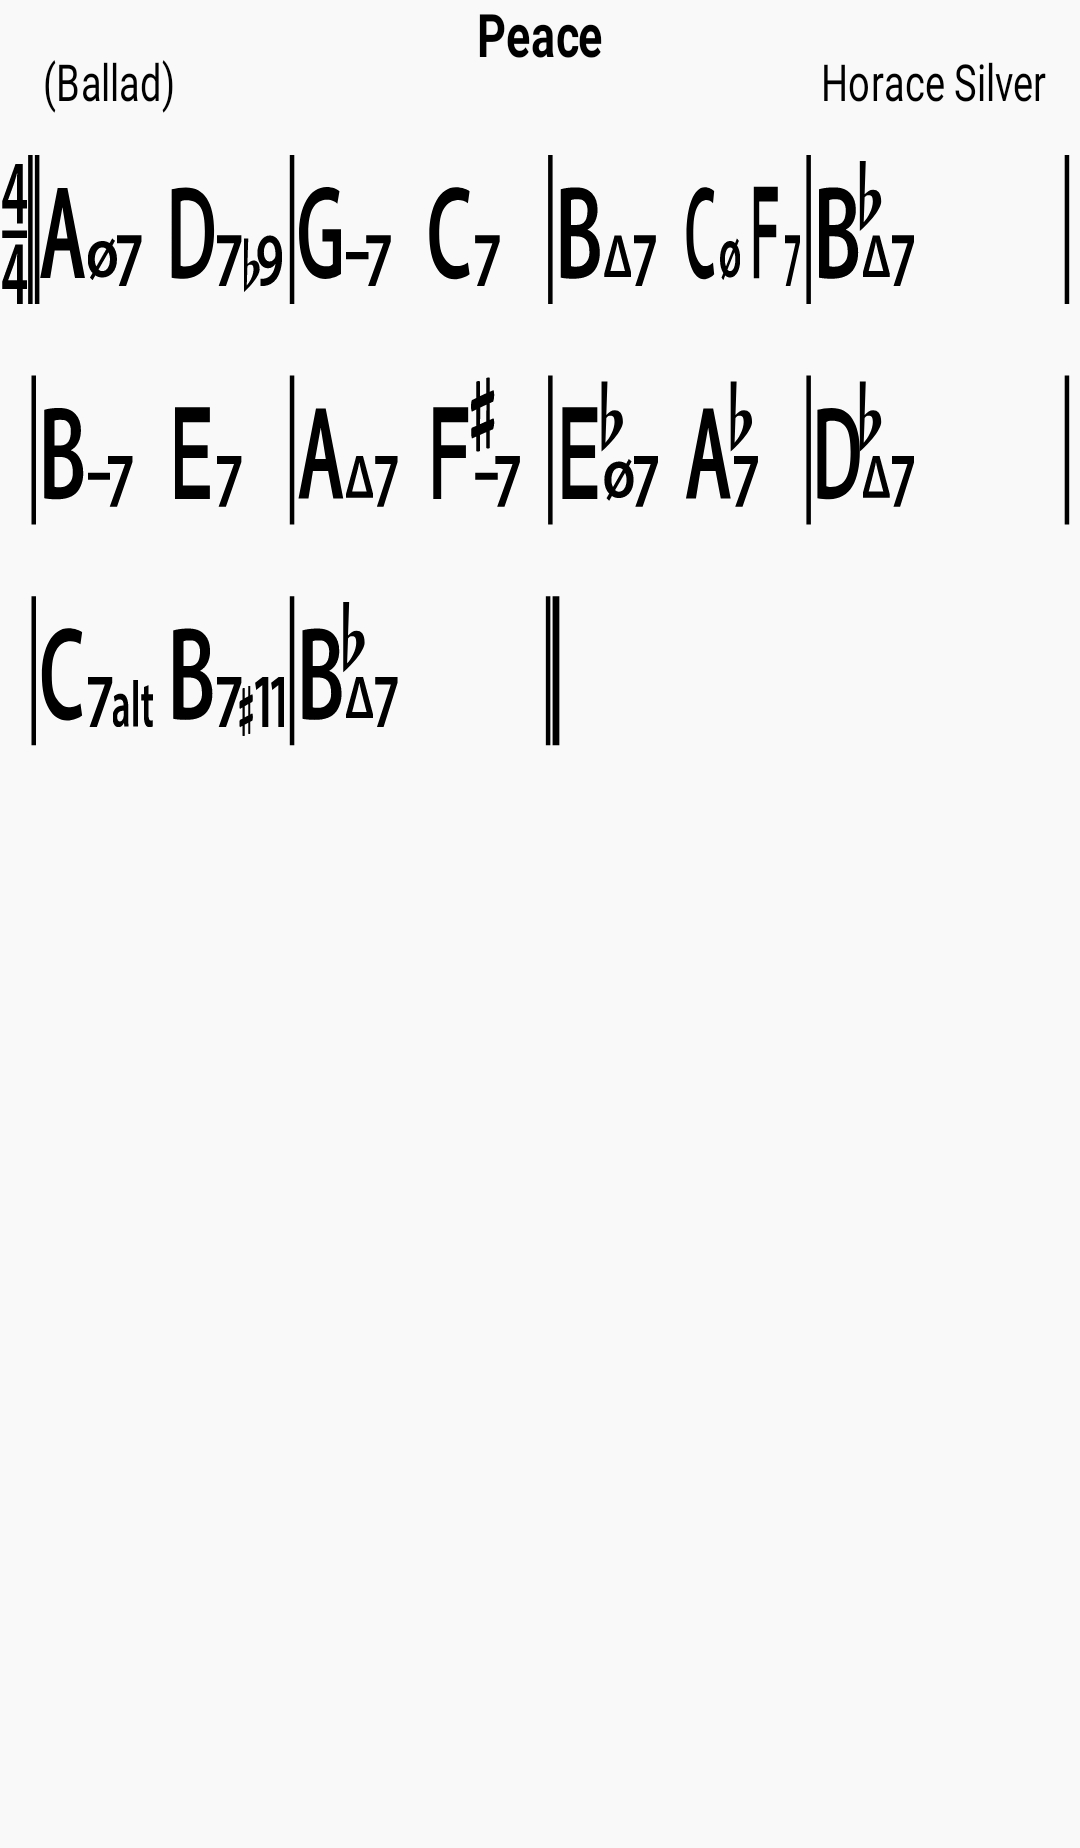 Peace
(Ballad) Horace Silver
4/4 Aø7 D7♭9 | G–7 C7 | BΔ7 Cø F7 | B♭Δ7 |
| B–7 E7 | AΔ7 F♯–7 | E♭ø7 A♭7 | D♭Δ7 |
| C7alt B7♯11 | B♭Δ7 ‖